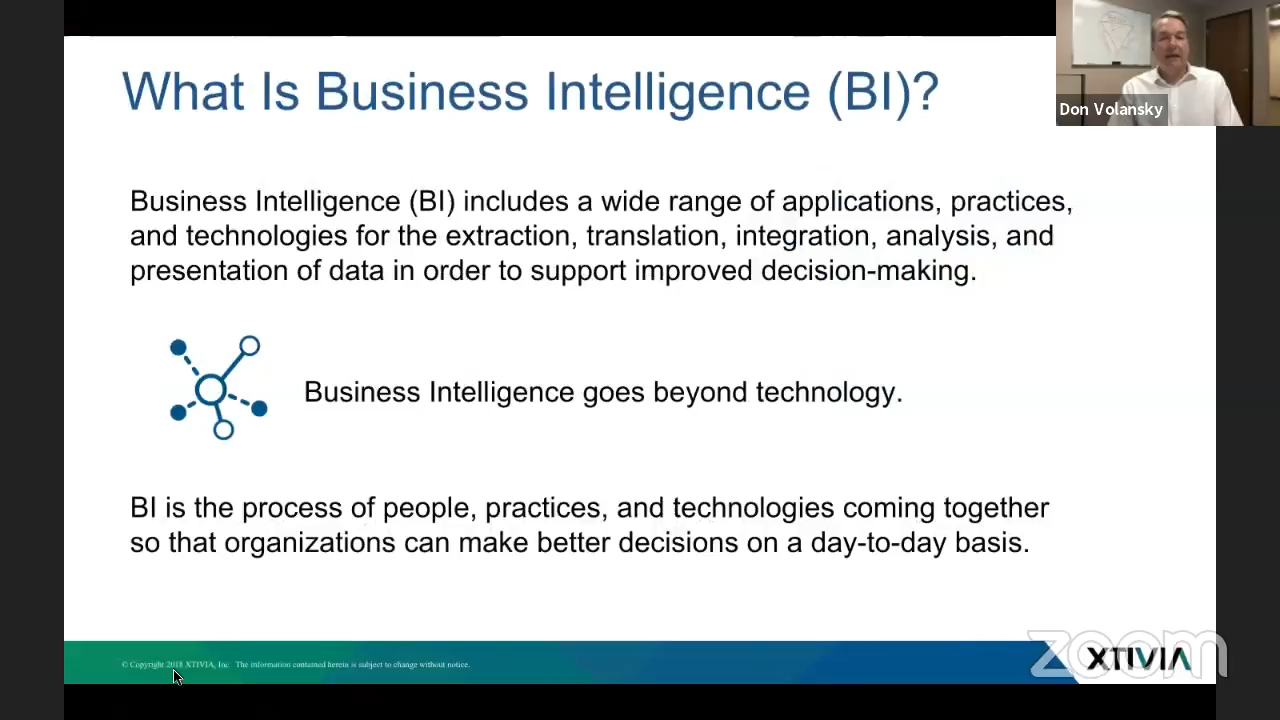 What Is Business Intelligence (BI)?
Don Volansky
Business Intelligence (BI) includes a wide range of applications, practices,
and technologies for the extraction, translation, integration, analysis, and
presentation of data in order to support improved decision-making.
Business Intelligence goes beyond technology.
BI is the process of people, practices, and technologies coming together
so that organizations can make better decisions on a day-to-day basis.
© Copyright 2018 XTIVIA, Inc. The information contained herein is subject to change without notice.
zoom
XTIVIA